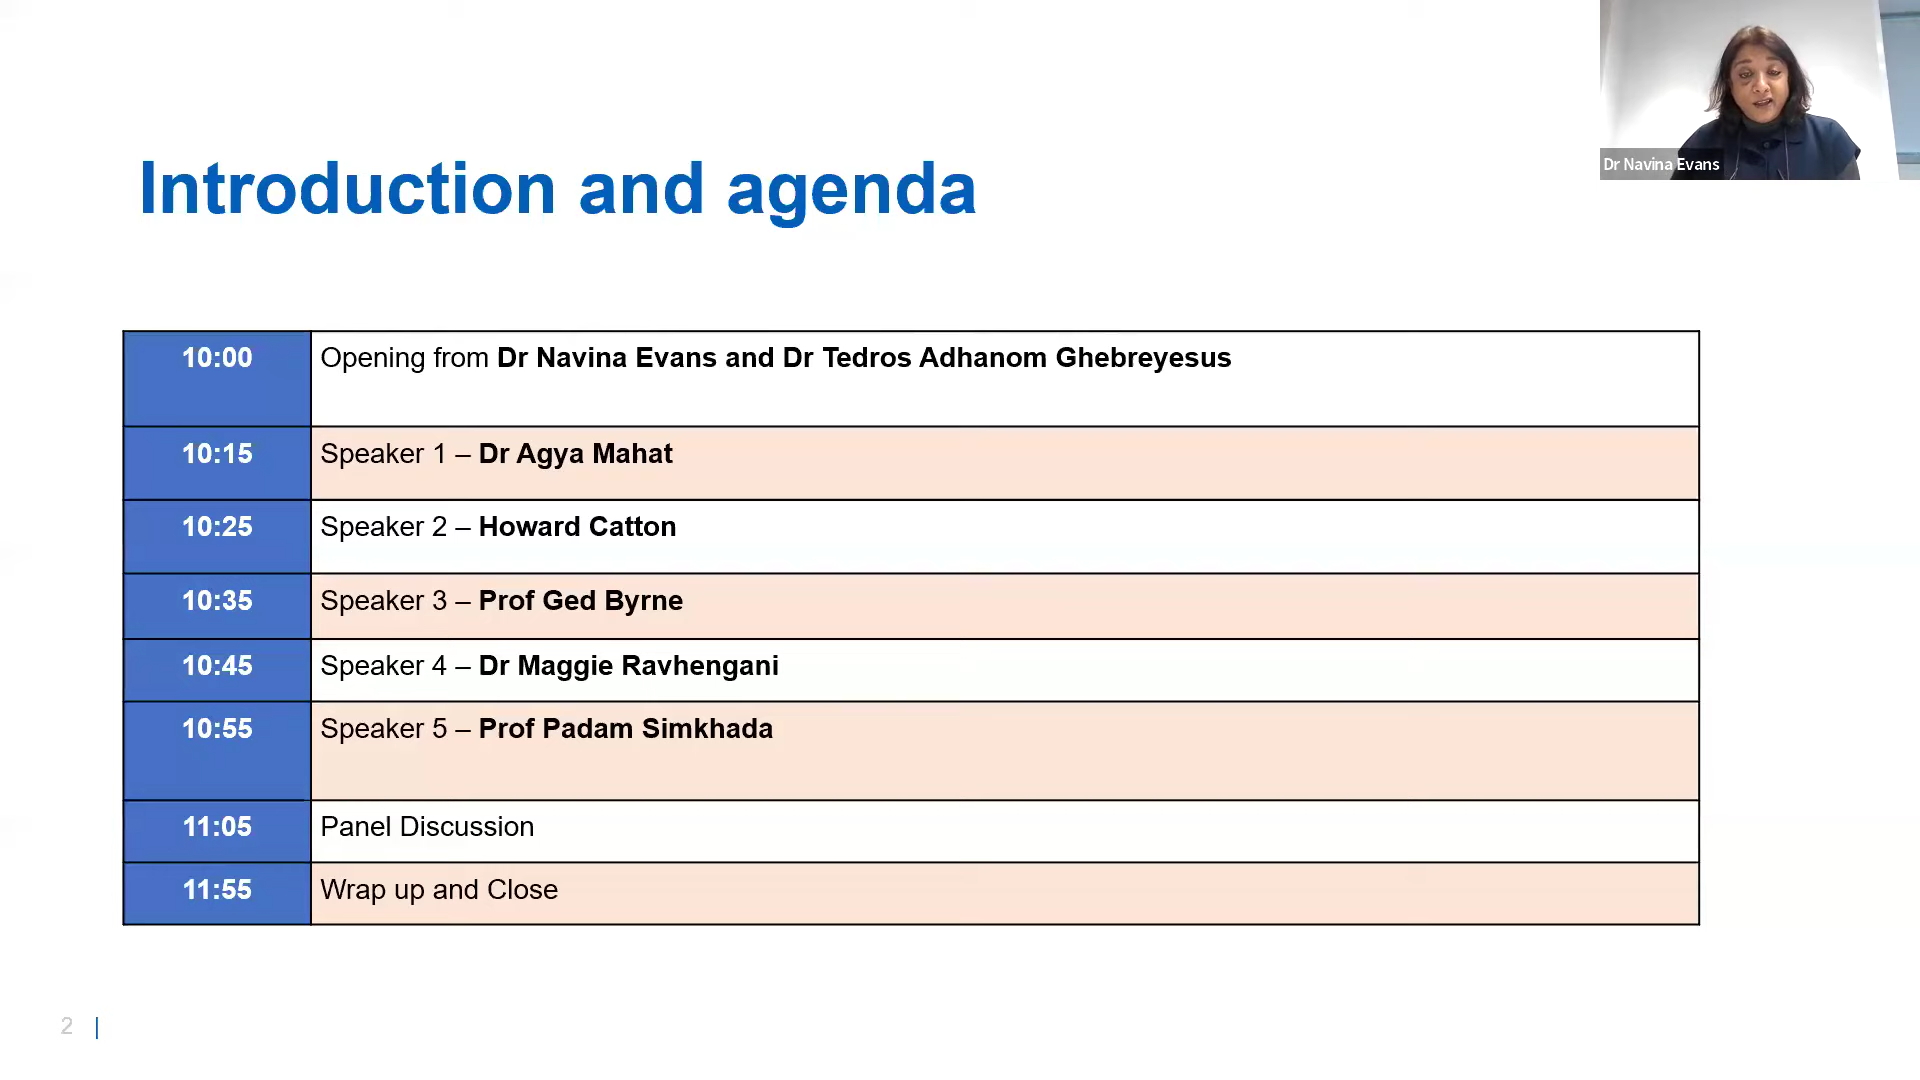 Dr Navina Evans
Introduction and agenda
10:00 Opening from Dr Navina Evans and Dr Tedros Adhanom Ghebreyesus
10:15 Speaker 1 – Dr Agya Mahat
10:25 Speaker 2 – Howard Catton
10:35 Speaker 3 – Prof Ged Byrne
10:45 Speaker 4 – Dr Maggie Ravhengani
10:55 Speaker 5 – Prof Padam Simkhada
11:05 Panel Discussion
11:55 Wrap up and Close
2 |